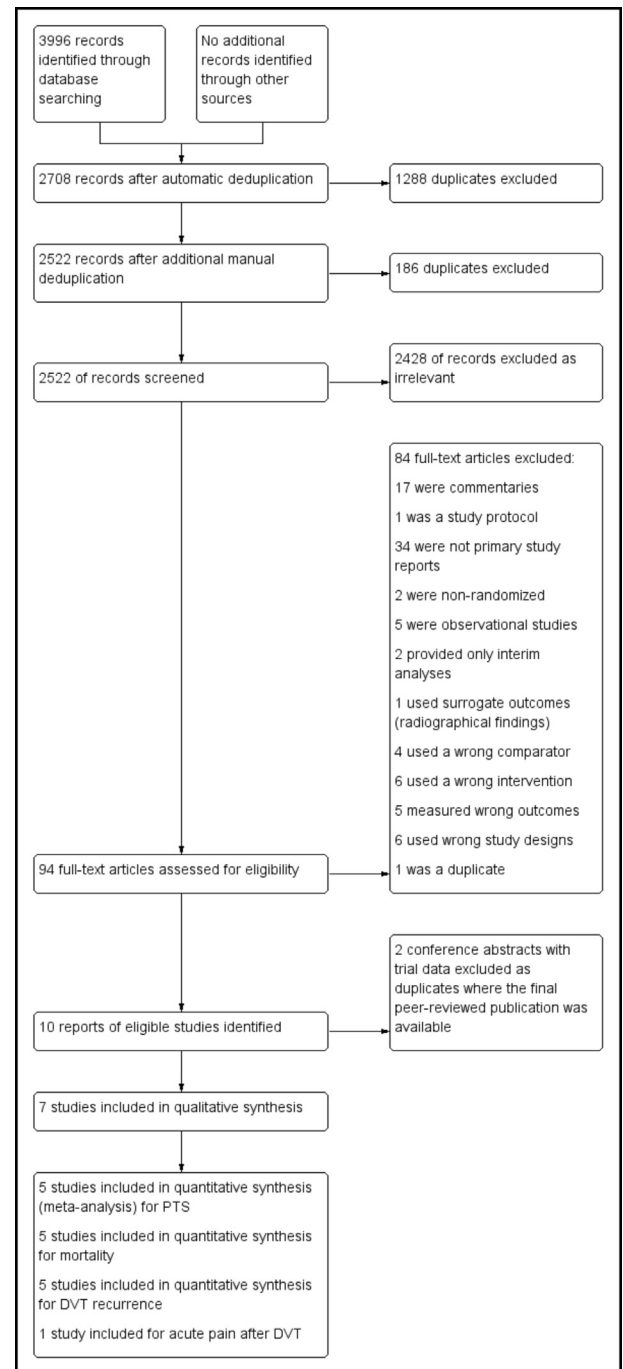 3996 records
identified through
database
searching
No additional
records identified
through other
sources
2708 records after automatic deduplication
1288 duplicates excluded
2522 records after additional manual
deduplication
186 duplicates excluded
2522 of records screened
2428 of records excluded as
irrelevant
84 full-text articles excluded:
17 were commentaries
1 was a study protocol
34 were not primary study
reports
2 were non-randomized
5 were observational studies
2 provided only interim
analyses
1 used surrogate outcomes
(radiographical findings)
4 used a wrong comparator
6 used a wrong intervention
5 measured wrong outcomes
6 used wrong study designs
1 was a duplicate
94 full-text articles assessed for eligibility
2 conference abstracts with
trial data excluded as
duplicates where the final
peer-reviewed publication was
available
10 reports of eligible studies identified
7 studies included in qualitative synthesis
5 studies included in quantitative synthesis
(meta-analysis) for PTS
5 studies included in quantitative synthesis
for mortality
5 studies included in quantitative synthesis
for DVT recurrence
1 study included for acute pain after DVT